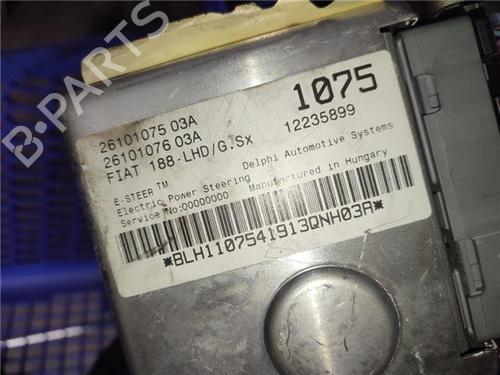 1075
26101075 03A
26101076 03A
FIAT 188-LHD/G.Sx
12235899
E-STEER TM
Electric Power Steering
Delphi Automotive Systems
Service No:00000000
Manufactured in Hungary
*BLH1107541913QNH03A*